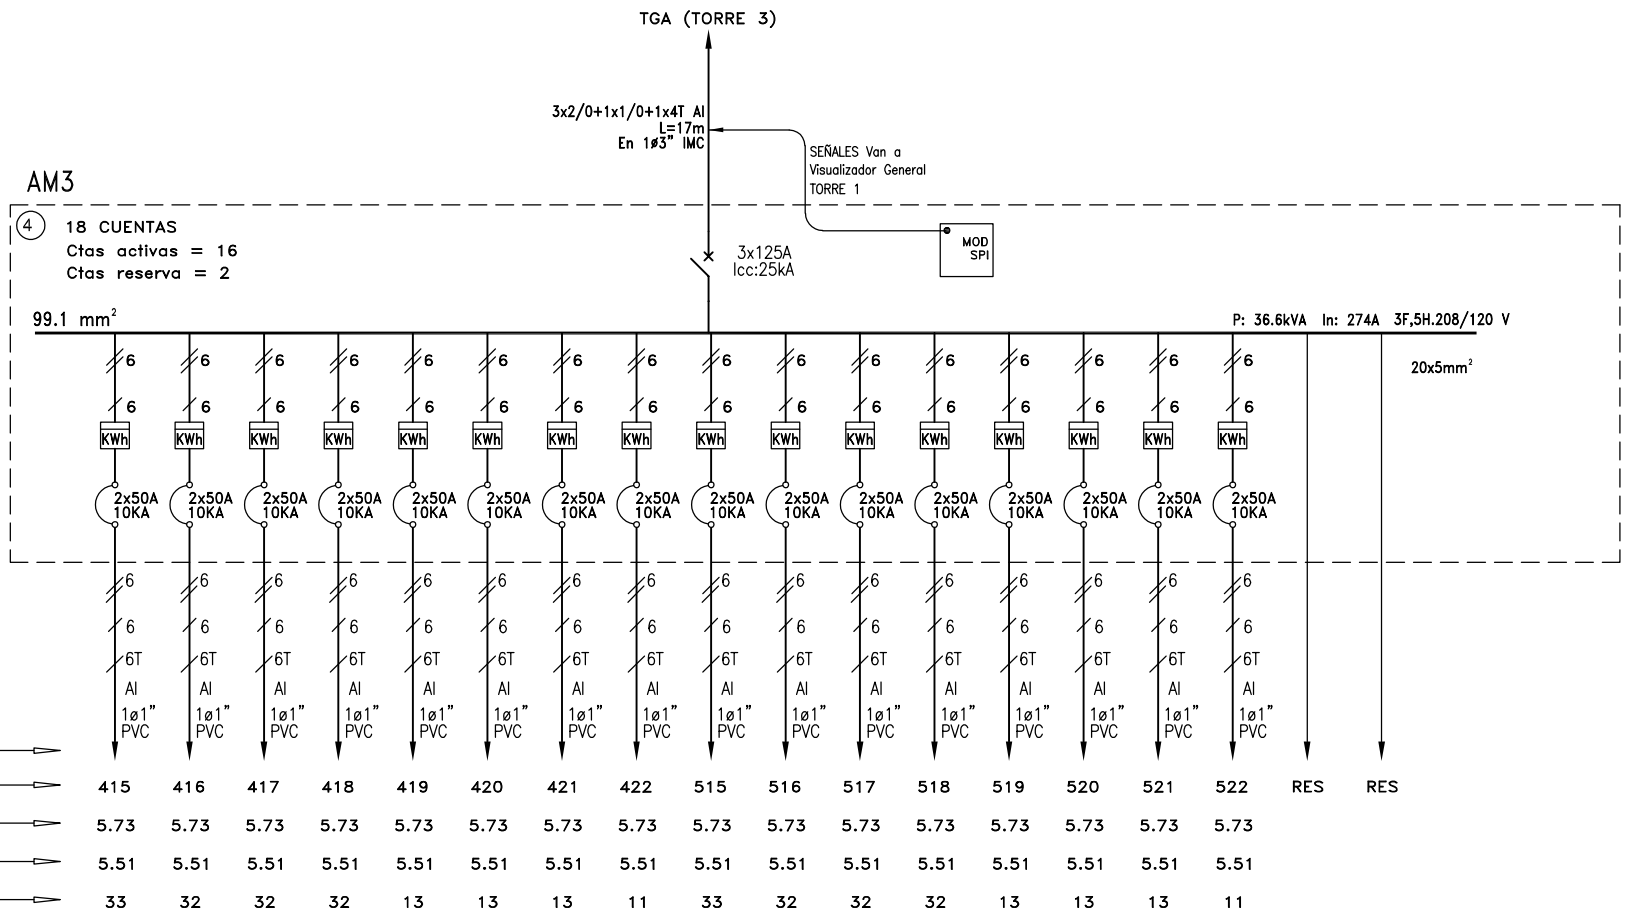 TGA (TORRE 3)
3x2/0+1x1/0+1x4T Al
L=17m
En 1ø3" IMC
SEÑALES Van a
Visualizador General
TORRE 1
AM3
4
18 CUENTAS
Ctas activas = 16
Ctas reserva = 2
3x125A
Icc:25kA
MOD
SPI
99.1 mm²
P: 36.6kVA In: 274A 3F,5H.208/120 V
20x5mm²
6 6 6 6 6 6 6 6 6 6 6 6 6 6 6 6
6 6 6 6 6 6 6 6 6 6 6 6 6 6 6 6
KWh KWh KWh KWh KWh KWh KWh KWh KWh KWh KWh KWh KWh KWh KWh KWh
2x50A 2x50A 2x50A 2x50A 2x50A 2x50A 2x50A 2x50A 2x50A 2x50A 2x50A 2x50A 2x50A 2x50A 2x50A 2x50A
10KA 10KA 10KA 10KA 10KA 10KA 10KA 10KA 10KA 10KA 10KA 10KA 10KA 10KA 10KA 10KA
6 6 6 6 6 6 6 6 6 6 6 6 6 6 6 6
6 6 6 6 6 6 6 6 6 6 6 6 6 6 6 6
6T 6T 6T 6T 6T 6T 6T 6T 6T 6T 6T 6T 6T 6T 6T 6T
Al Al Al Al Al Al Al Al Al Al Al Al Al Al Al Al
1ø1" 1ø1" 1ø1" 1ø1" 1ø1" 1ø1" 1ø1" 1ø1" 1ø1" 1ø1" 1ø1" 1ø1" 1ø1" 1ø1" 1ø1" 1ø1"
PVC PVC PVC PVC PVC PVC PVC PVC PVC PVC PVC PVC PVC PVC PVC PVC
415 416 417 418 419 420 421 422 515 516 517 518 519 520 521 522 RES RES
5.73 5.73 5.73 5.73 5.73 5.73 5.73 5.73 5.73 5.73 5.73 5.73 5.73 5.73 5.73 5.73
5.51 5.51 5.51 5.51 5.51 5.51 5.51 5.51 5.51 5.51 5.51 5.51 5.51 5.51 5.51 5.51
33 32 32 32 13 13 13 11 33 32 32 32 13 13 13 11